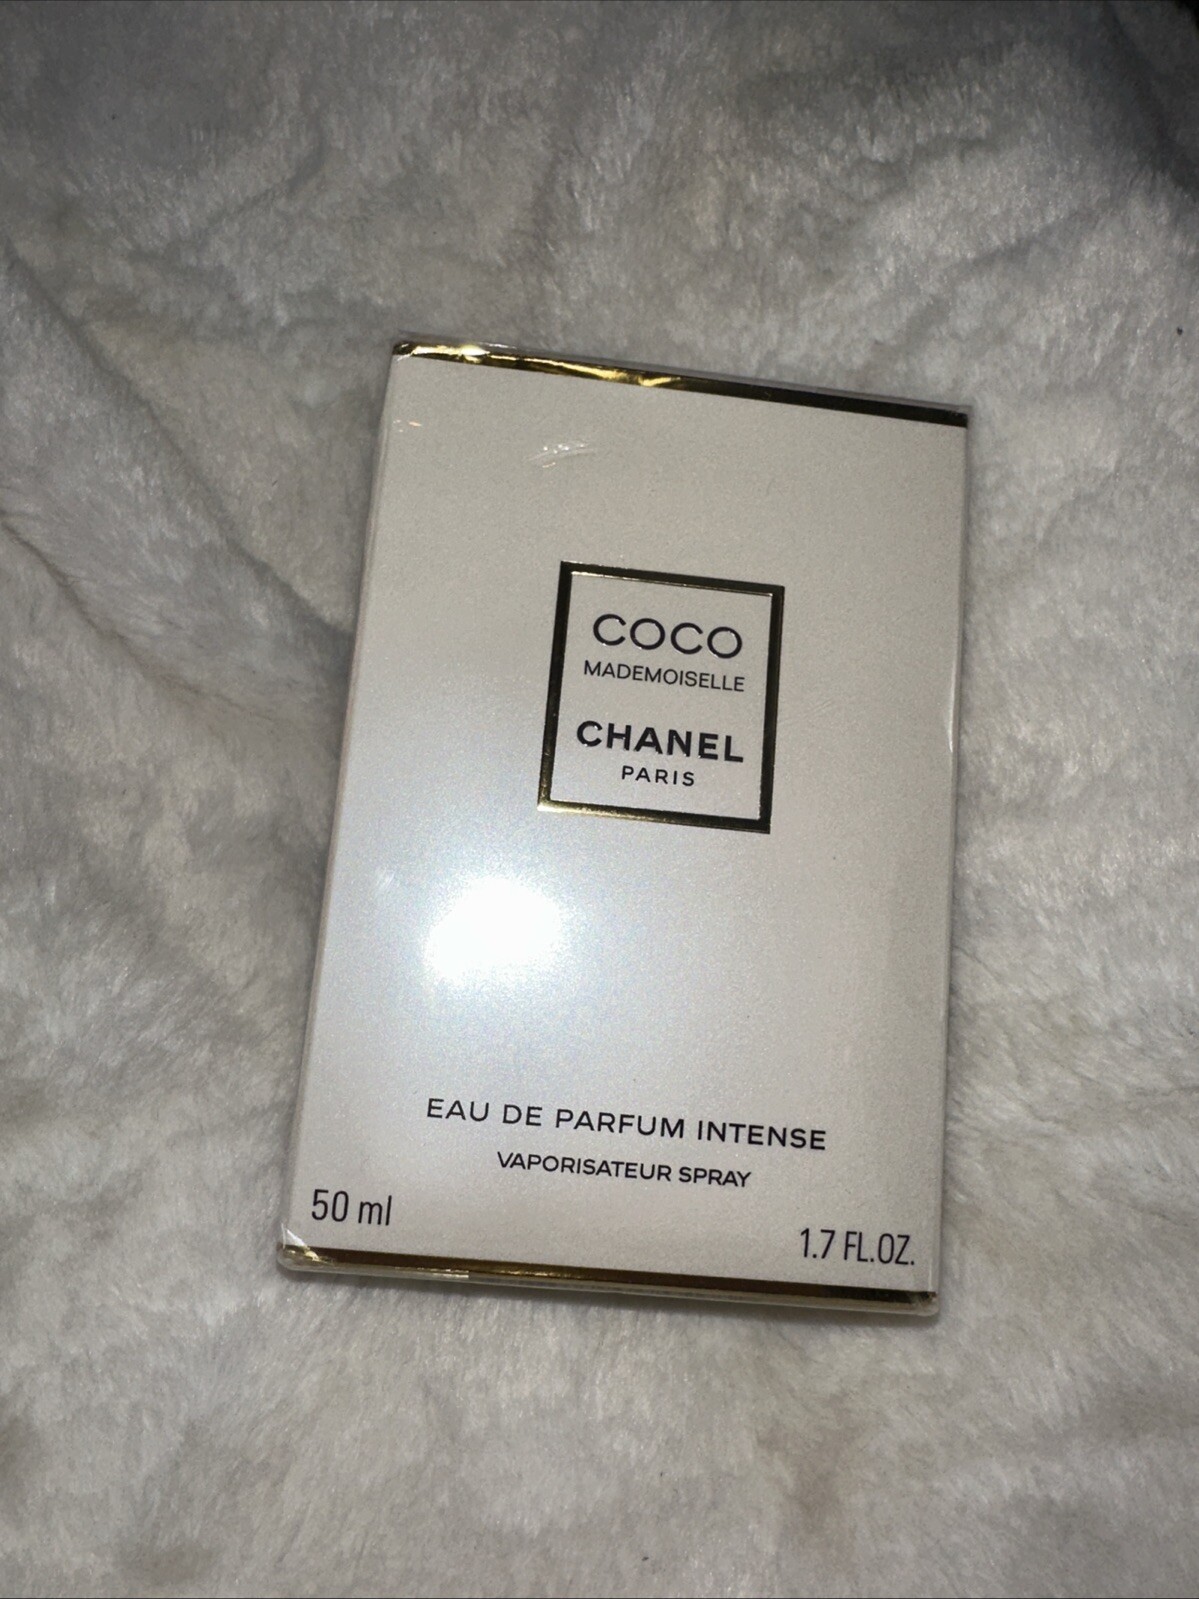 COCO
MADEMOISELLE
CHANEL
PARIS
EAU DE PARFUM INTENSE
VAPORISATEUR SPRAY
50 ml
1.7 FL.OZ.